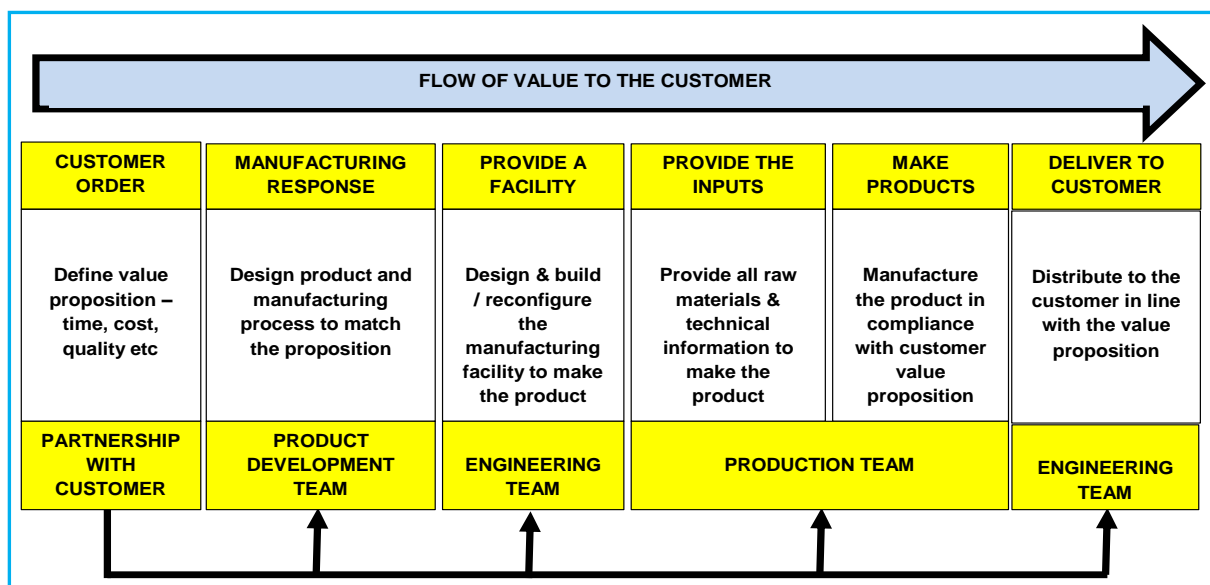 FLOW OF VALUE TO THE CUSTOMER
CUSTOMER
ORDER
MANUFACTURING
RESPONSE
PROVIDE A
FACILITY
PROVIDE THE
INPUTS
MAKE
PRODUCTS
DELIVER TO
CUSTOMER
Define value
proposition –
time, cost,
quality etc
Design product and
manufacturing
process to match
the proposition
Design & build
/ reconfigure
the
manufacturing
facility to make
the product
Provide all raw
materials &
technical
information to
make the
product
Manufacture
the product in
compliance
with customer
value
proposition
Distribute to the
customer in line
with the value
proposition
PARTNERSHIP
WITH
CUSTOMER
PRODUCT
DEVELOPMENT
TEAM
ENGINEERING
TEAM
PRODUCTION TEAM
ENGINEERING
TEAM